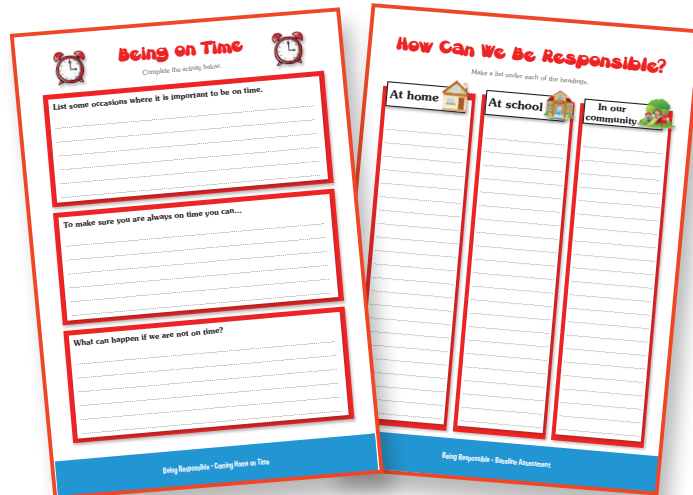 Being on Time
Complete the activity below.
List some occasions where it is important to be on time.
To make sure you are always on time you can...
What can happen if we are not on time?
Being Responsible - Coming Home on Time
How Can We Be Responsible?
Make a list under each of the headings.
At home
At school
In our
community
Being Responsible - Baseline Assessment